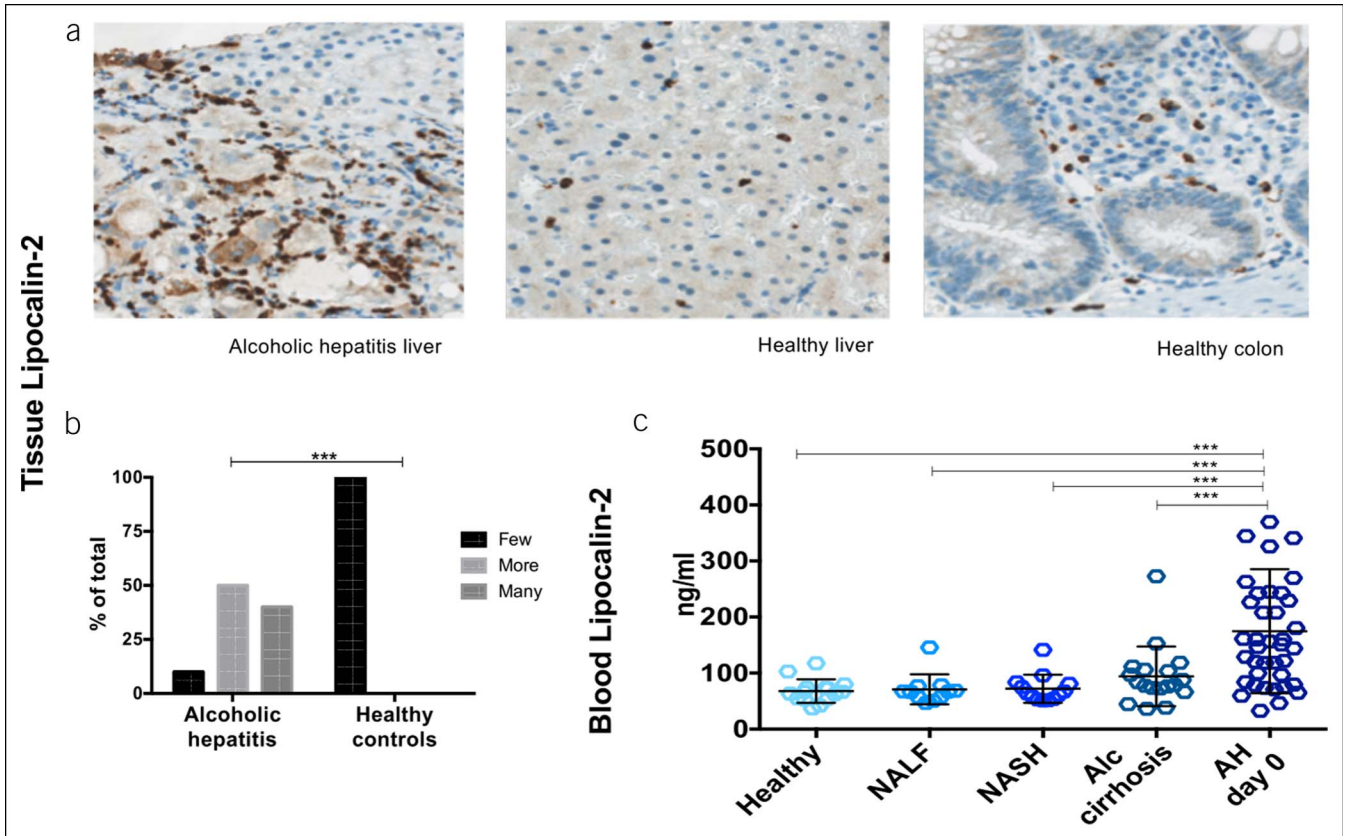 a
Tissue Lipocalin-2
Alcoholic hepatitis liver
Healthy liver
Healthy colon
b
***
100
75
50
25
0
% of total
Alcoholic
hepatitis
Healthy
controls
Few
More
Many
c
Blood Lipocalin-2
ng/ml
500
400
300
200
100
0
***
***
***
***
Healthy
NALF
NASH
Alc
cirrhosis
AH
day 0